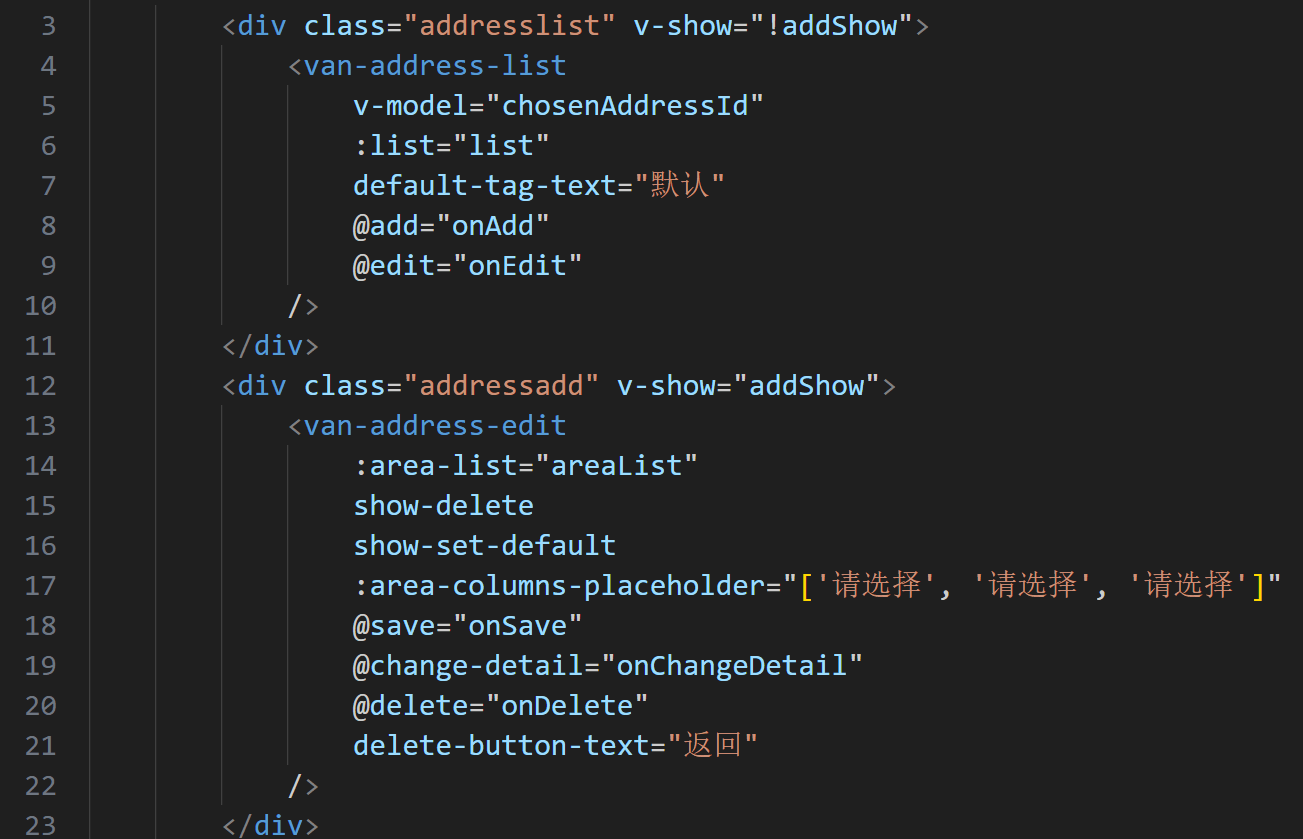 3 <div class="addresslist" v-show="!addShow">
4 <van-address-list
5 v-model="chosenAddressId"
6 :list="list"
7 default-tag-text="默认"
8 @add="onAdd"
9 @edit="onEdit"
10 />
11 </div>
12 <div class="addressadd" v-show="addShow">
13 <van-address-edit
14 :area-list="areaList"
15 show-delete
16 show-set-default
17 :area-columns-placeholder="['请选择', '请选择', '请选择']"
18 @save="onSave"
19 @change-detail="onChangeDetail"
20 @delete="onDelete"
21 delete-button-text="返回"
22 />
23 </div>